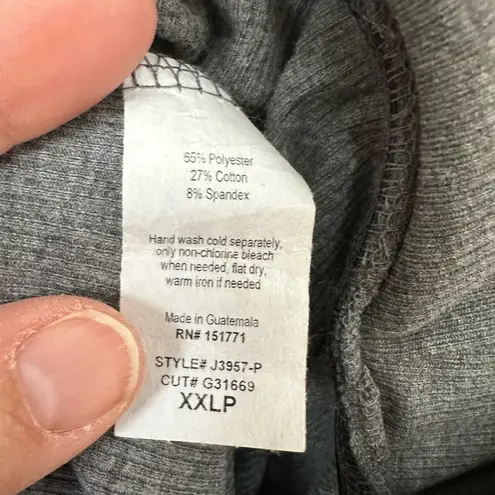 65% Polyester
27% Cotton
8% Spandex
Hand wash cold separately,
only non-chlorine bleach
when needed, flat dry,
warm iron if needed
Made in Guatemala
RN# 151771
STYLE# J3957-P
CUT# G31669
XXLP